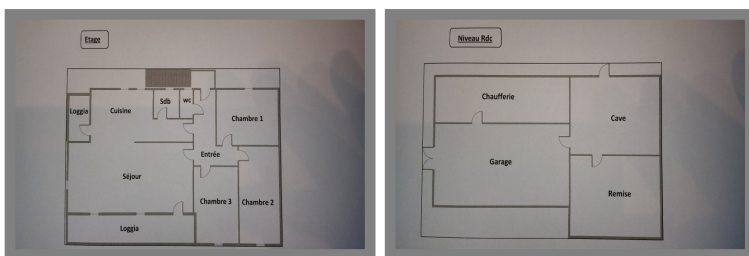 Etage
Loggia
Cuisine
Sdb
wc
Chambre 1
Entrée
Séjour
Chambre 3
Chambre 2
Loggia
Niveau Rdc
Chaufferie
Cave
Garage
Remise